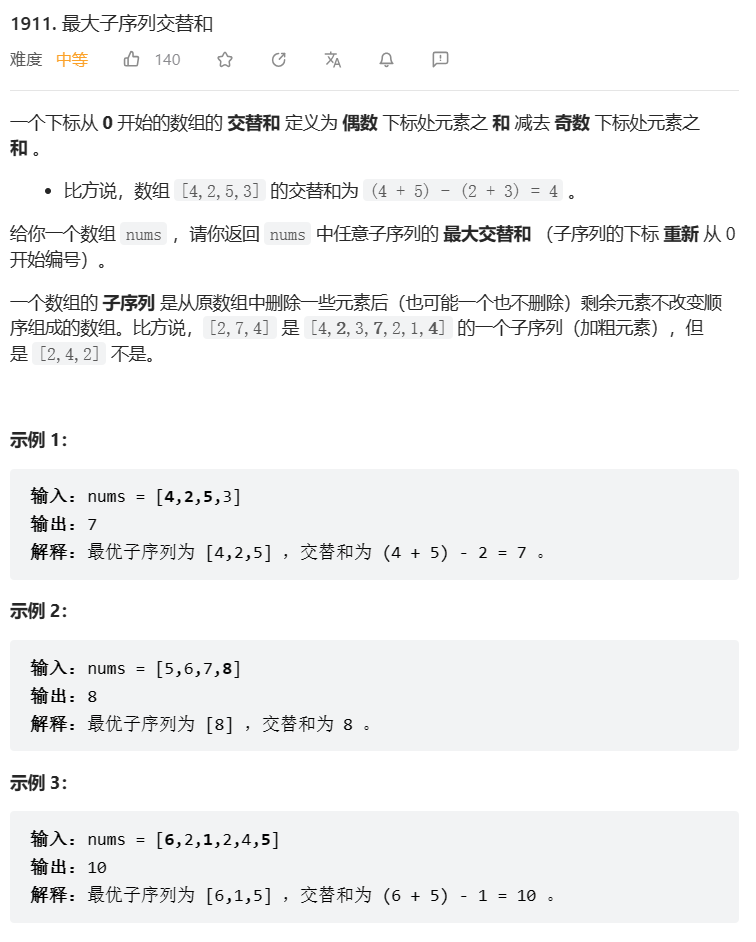 1911. 最大子序列交替和
难度 中等 140
一个下标从 0 开始的数组的 交替和 定义为 偶数 下标处元素之 和 减去 奇数 下标处元素之
和 。
• 比方说，数组 [4,2,5,3] 的交替和为 (4 + 5) - (2 + 3) = 4 。
给你一个数组 nums ，请你返回 nums 中任意子序列的 最大交替和 （子序列的下标 重新 从 0
开始编号）。
一个数组的 子序列 是从原数组中删除一些元素后（也可能一个也不删除）剩余元素不改变顺
序组成的数组。比方说，[2,7,4] 是 [4,2,3,7,2,1,4] 的一个子序列（加粗元素），但
是 [2,4,2] 不是。
示例 1：
输入：nums = [4,2,5,3]
输出：7
解释：最优子序列为 [4,2,5] ，交替和为 (4 + 5) - 2 = 7 。
示例 2：
输入：nums = [5,6,7,8]
输出：8
解释：最优子序列为 [8] ，交替和为 8 。
示例 3：
输入：nums = [6,2,1,2,4,5]
输出：10
解释：最优子序列为 [6,1,5] ，交替和为 (6 + 5) - 1 = 10 。